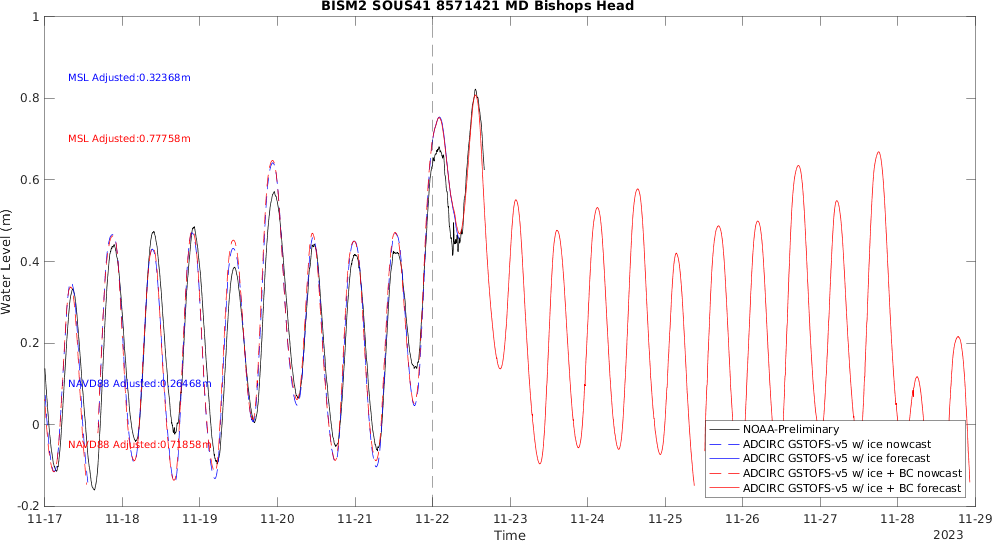 BISM2 SOUS41 8571421 MD Bishops Head
1
0.8
0.6
0.4
0.2
0
-0.2
Water Level (m)
MSL Adjusted:0.32368m
MSL Adjusted:0.77758m
NAVD88 Adjusted:0.26468m
NAVD88 Adjusted:0.71858m
NOAA-Preliminary
ADCIRC GSTOFS-v5 w/ ice nowcast
ADCIRC GSTOFS-v5 w/ ice forecast
ADCIRC GSTOFS-v5 w/ ice + BC nowcast
ADCIRC GSTOFS-v5 w/ ice + BC forecast
11-17 11-18 11-19 11-20 11-21 11-22 11-23 11-24 11-25 11-26 11-27 11-28 11-29
Time
2023